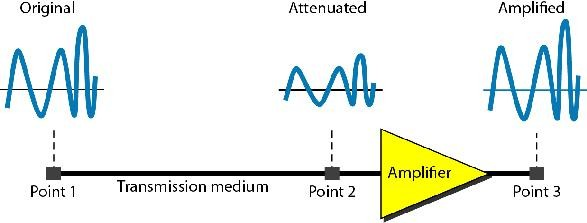 Original
Attenuated
Amplified
Amplifier
Point 1
Transmission medium
Point 2
Point 3